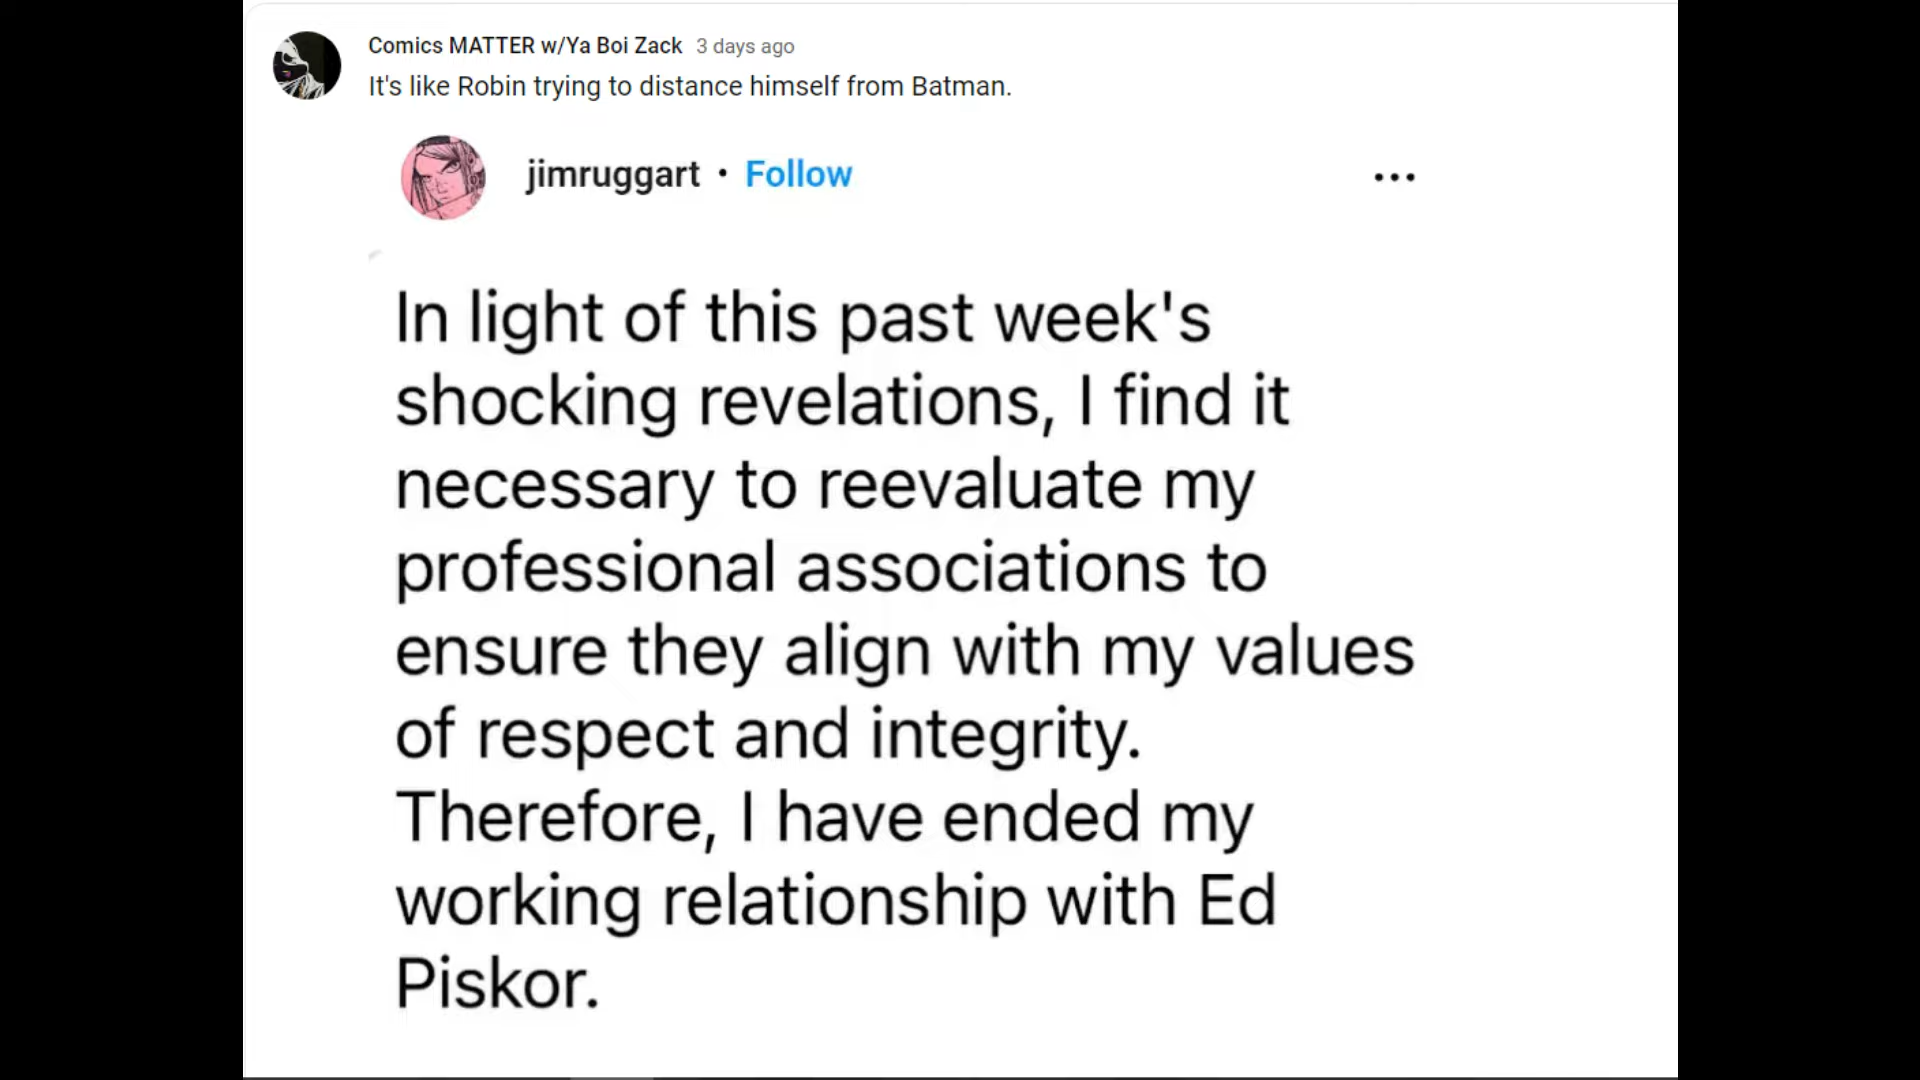 Comics MATTER w/Ya Boi Zack 3 days ago
It's like Robin trying to distance himself from Batman.
jimruggart • Follow
In light of this past week's
shocking revelations, I find it
necessary to reevaluate my
professional associations to
ensure they align with my values
of respect and integrity.
Therefore, I have ended my
working relationship with Ed
Piskor.